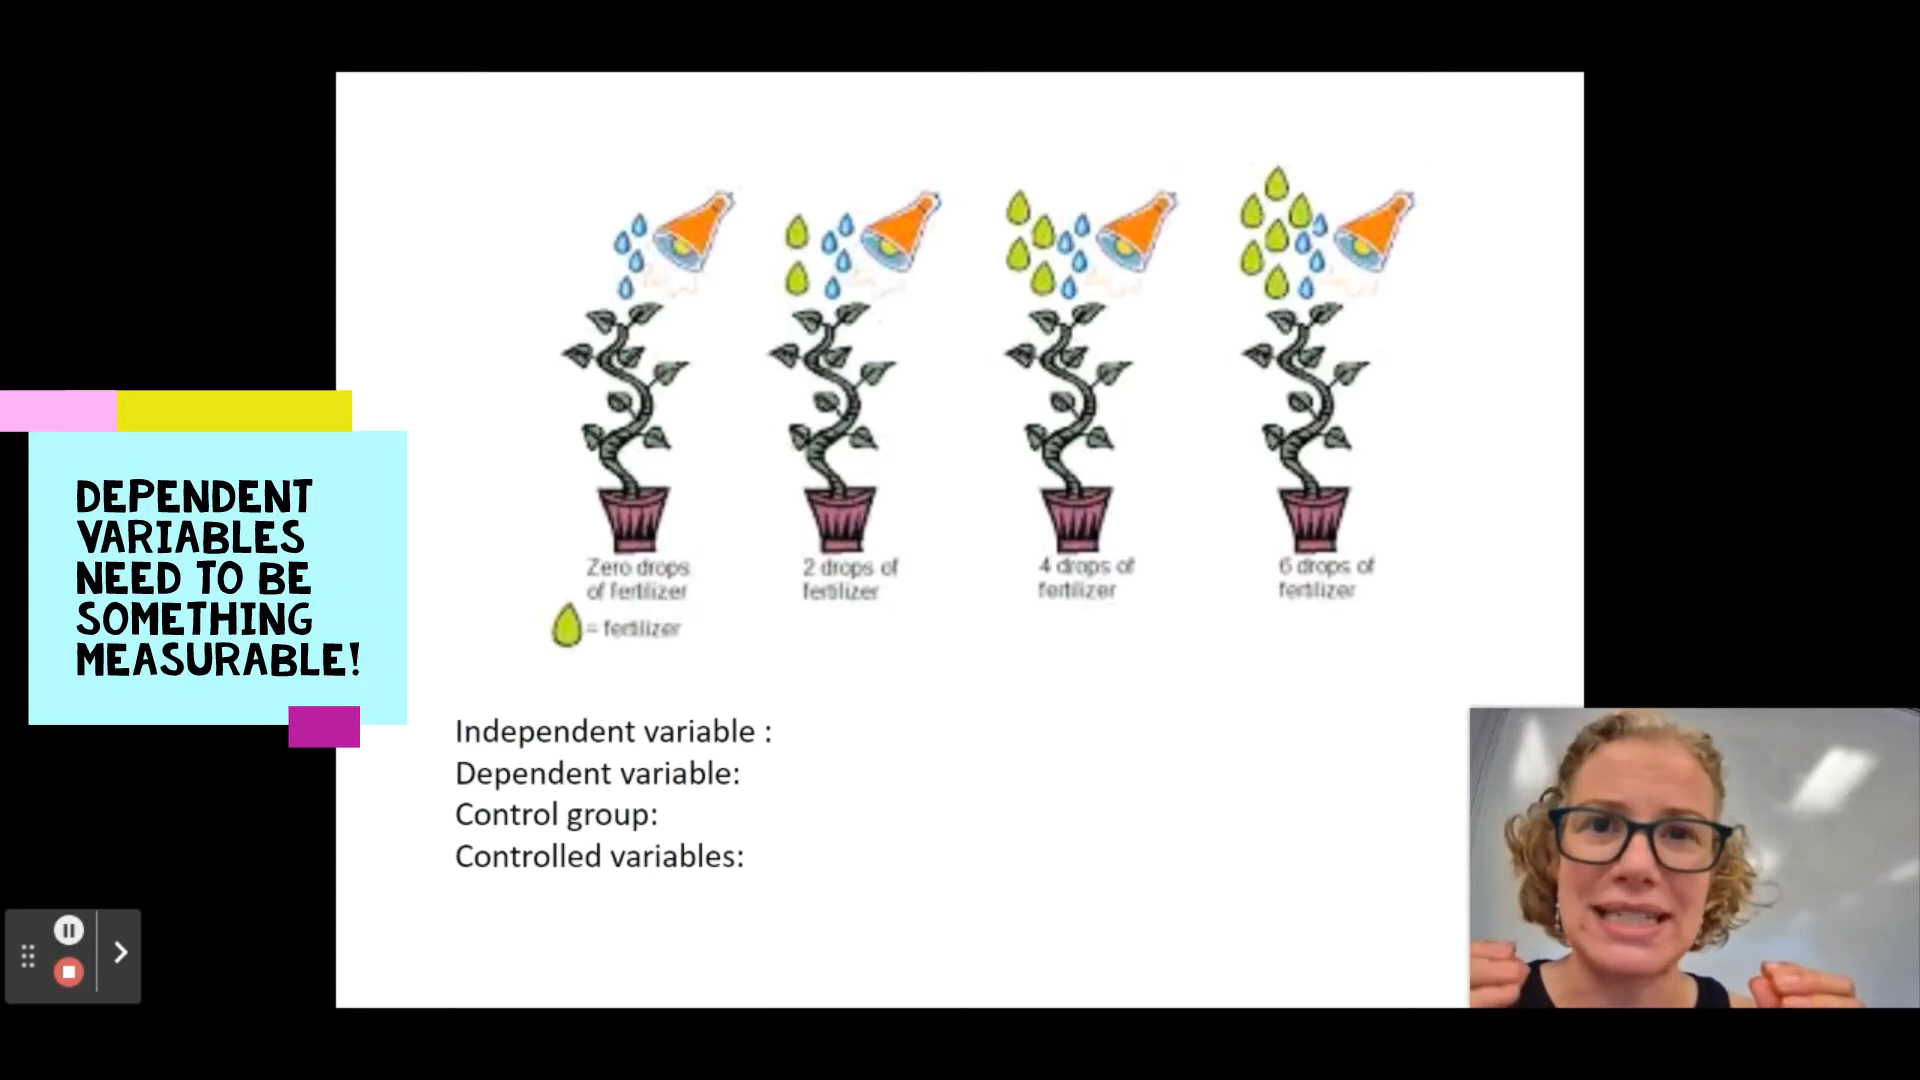 Zero drops
of fertilizer
2 drops of
fertilizer
4 drops of
fertilizer
6 drops of
fertilizer
= fertilizer
DEPENDENT
VARIABLES
NEED TO BE
SOMETHING
MEASURABLE!
Independent variable :
Dependent variable:
Control group:
Controlled variables: